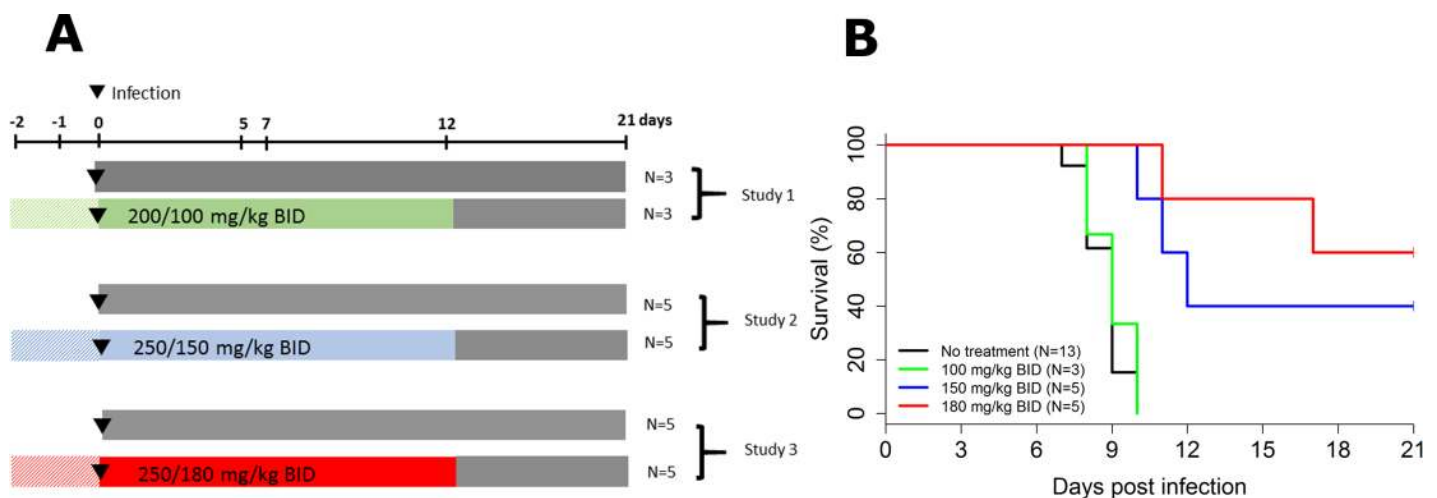 A
Infection
-2 -1 0 5 7 12 21 days
N=3
200/100 mg/kg BID N=3
Study 1
N=5
250/150 mg/kg BID N=5
Study 2
N=5
250/180 mg/kg BID N=5
Study 3
B
Survival (%)
100
80
60
40
20
0
No treatment (N=13)
100 mg/kg BID (N=3)
150 mg/kg BID (N=5)
180 mg/kg BID (N=5)
0 3 6 9 12 15 18 21
Days post infection